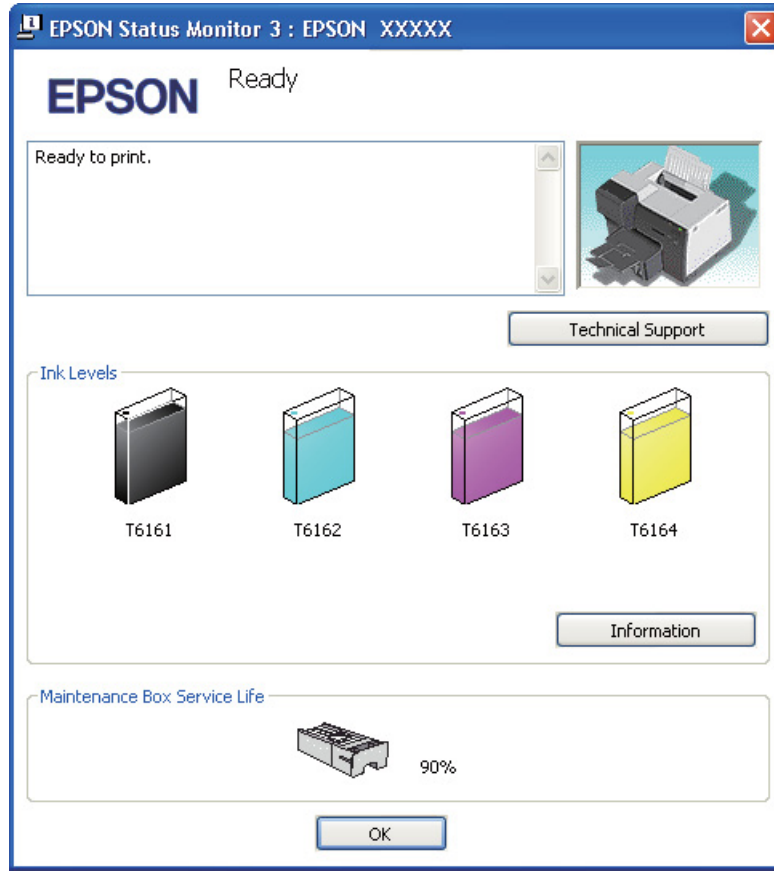 EPSON Status Monitor 3 : EPSON XXXXX
EPSON
Ready
Ready to print.
Technical Support
Ink Levels
T6161 T6162 T6163 T6164
Information
Maintenance Box Service Life
90%
OK